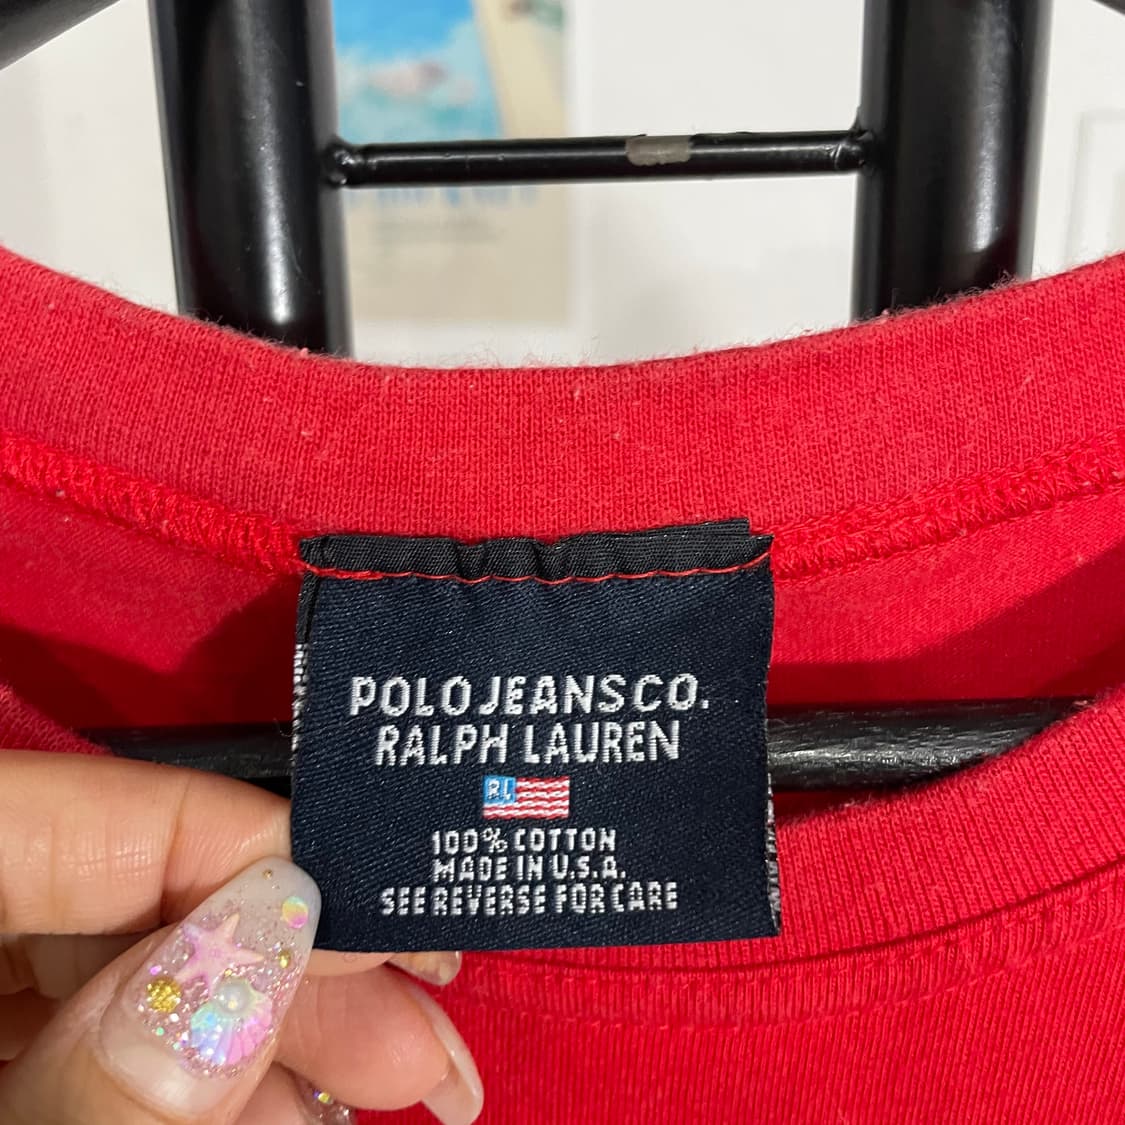 POLO JEANS CO.
RALPH LAUREN
RL
100% COTTON
MADE IN U.S.A.
SEE REVERSE FOR CARE